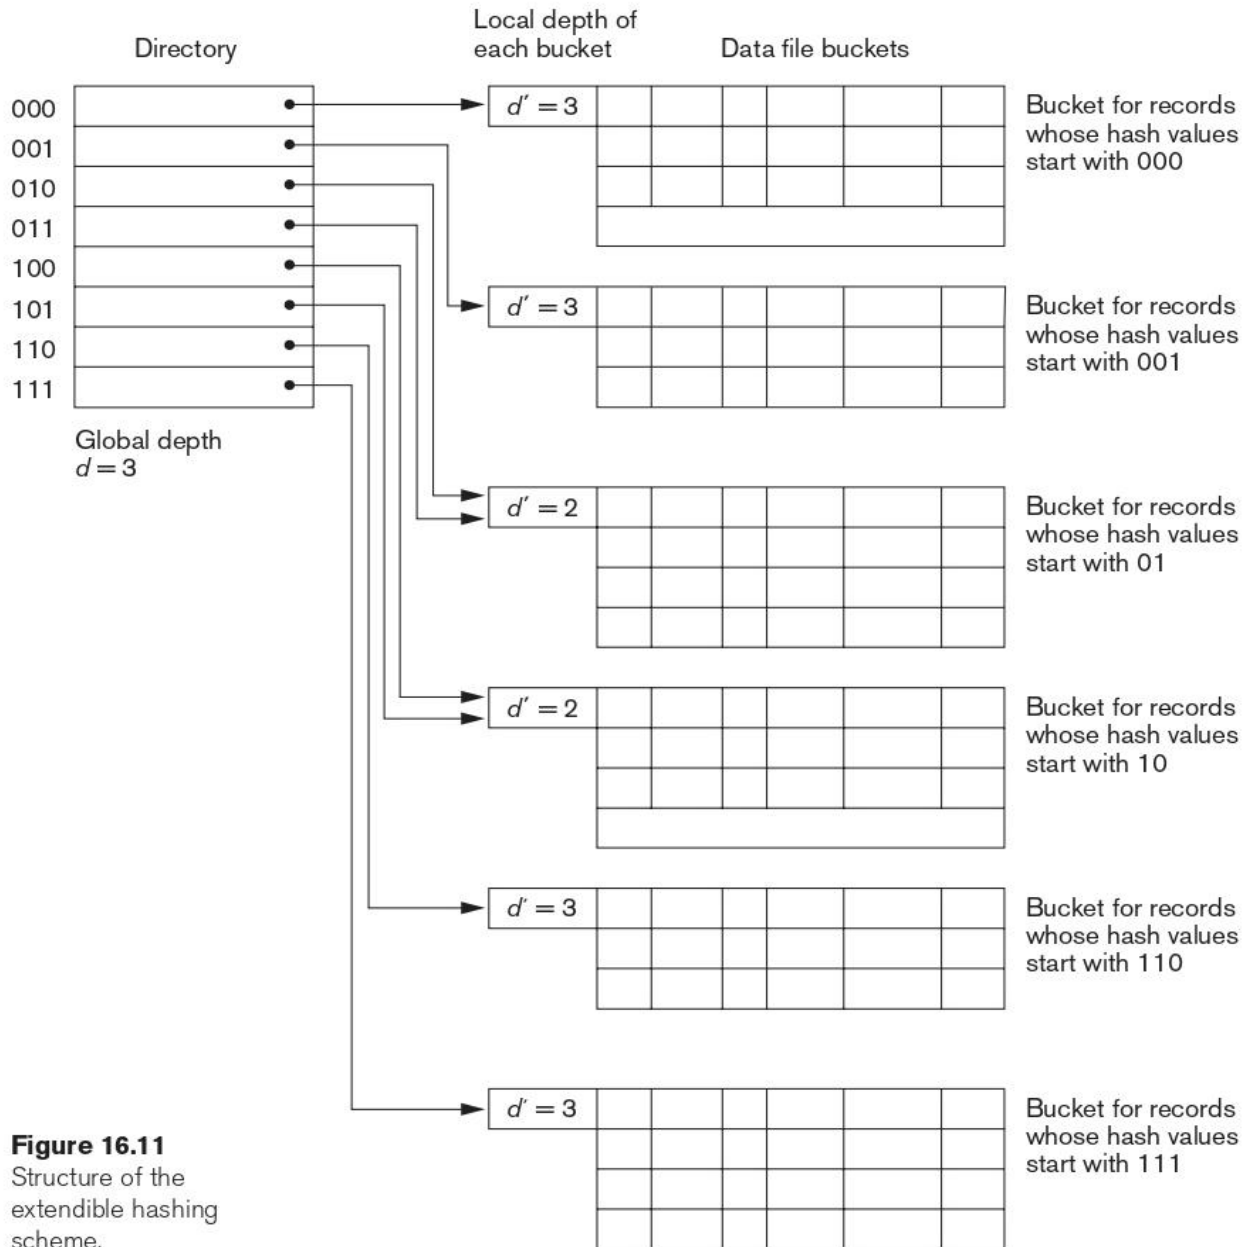 Directory
Local depth of
each bucket
Data file buckets
000
001
010
011
100
101
110
111
Global depth
d = 3
d′ = 3
Bucket for records
whose hash values
start with 000
d′ = 3
Bucket for records
whose hash values
start with 001
d′ = 2
Bucket for records
whose hash values
start with 01
d′ = 2
Bucket for records
whose hash values
start with 10
d′ = 3
Bucket for records
whose hash values
start with 110
d′ = 3
Bucket for records
whose hash values
start with 111
Figure 16.11
Structure of the
extendible hashing
scheme.